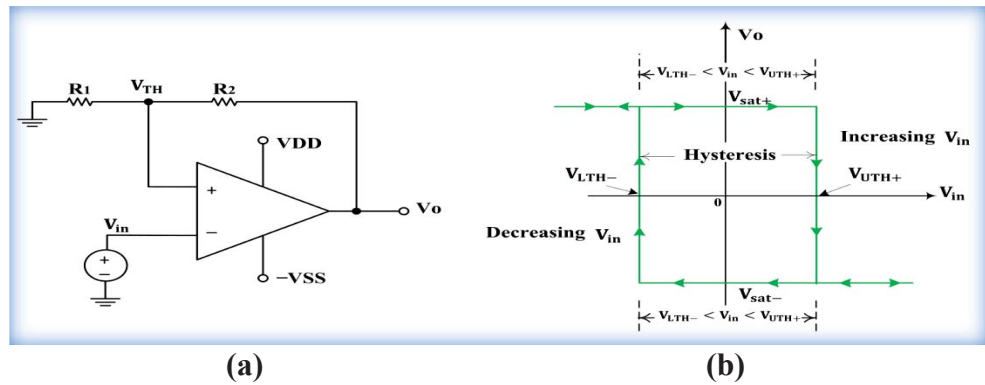 R1
VTH
R2
VDD
+
Vin
−
Vo
+
−
−VSS
(a)
Vo
VLTH− < Vin < VUTH+
Vsat+
Increasing Vin
Hysteresis
VLTH−
VUTH+
0
Vin
Decreasing Vin
Vsat−
VLTH− < Vin < VUTH+
(b)